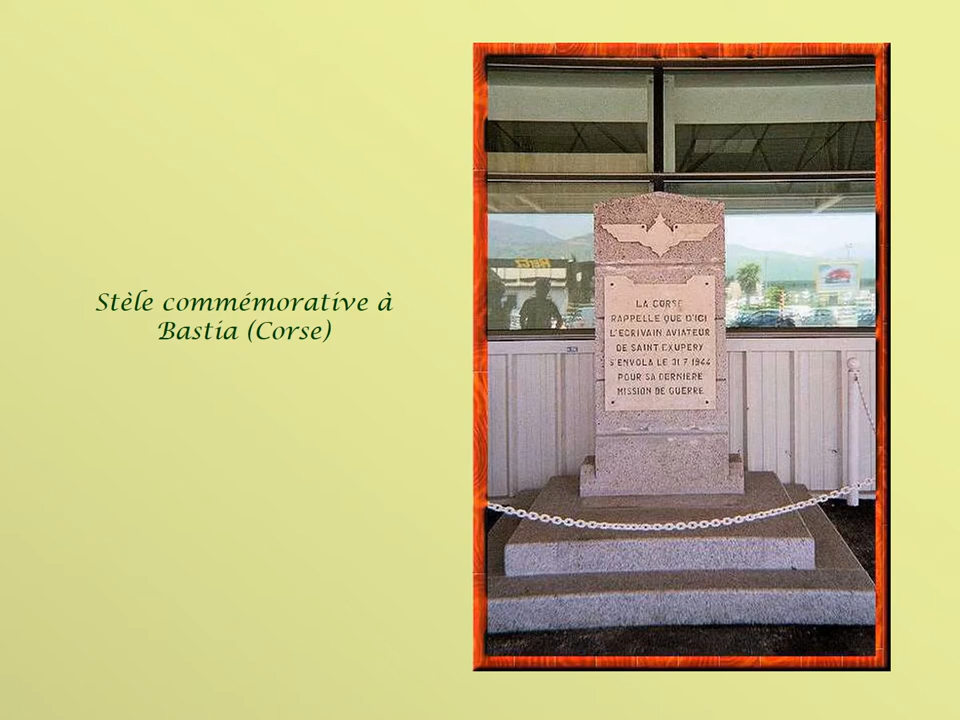 Stèle commémorative à
Bastia (Corse)
LA CORSE
RAPPELLE QUE D'ICI
L'ECRIVAIN AVIATEUR
DE SAINT EXUPERY
S'ENVOLA LE 31 7 1944
POUR SA DERNIERE
MISSION DE GUERRE